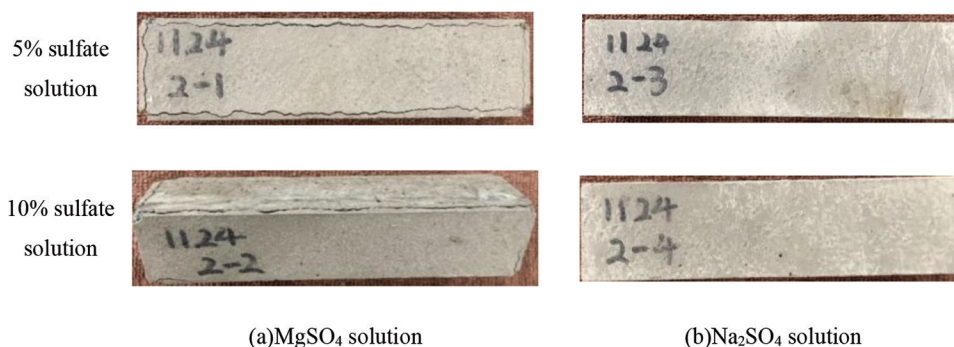 5% sulfate
solution
1124
2-1
1124
2-3
10% sulfate
solution
1124
2-2
1124
2-4
(a)MgSO₄ solution
(b)Na₂SO₄ solution